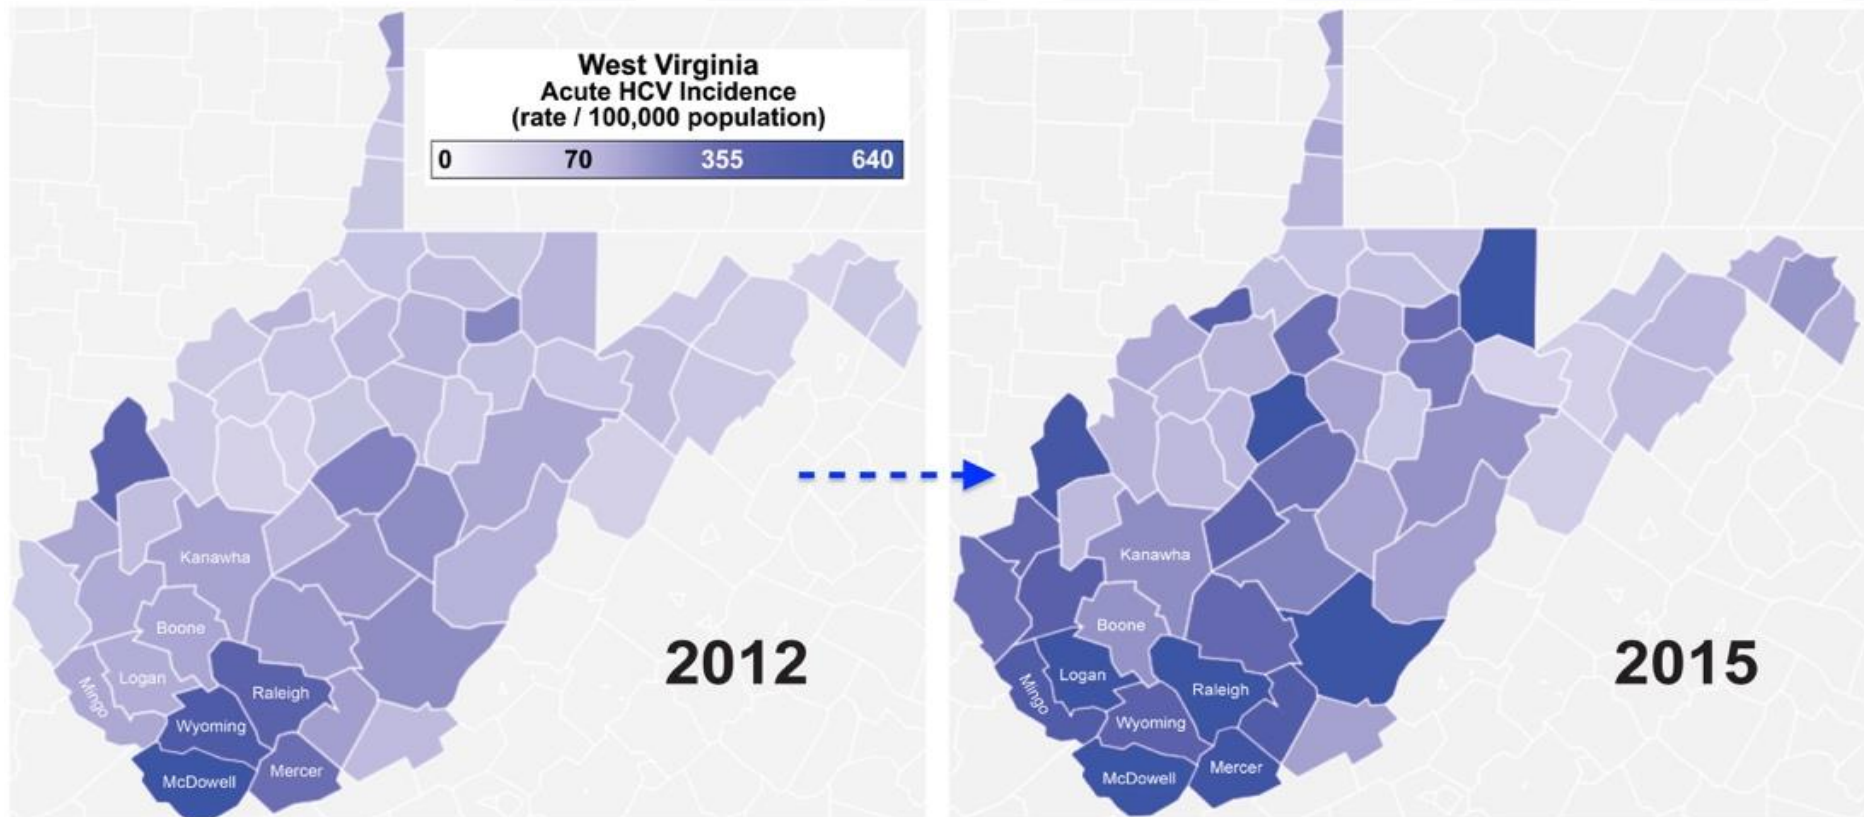 West Virginia
Acute HCV Incidence
(rate / 100,000 population)
0 70 355 640
Kanawha
Boone
Logan
Mingo
Raleigh
Wyoming
McDowell
Mercer
2012
Kanawha
Boone
Logan
Mingo
Raleigh
Wyoming
McDowell
Mercer
2015